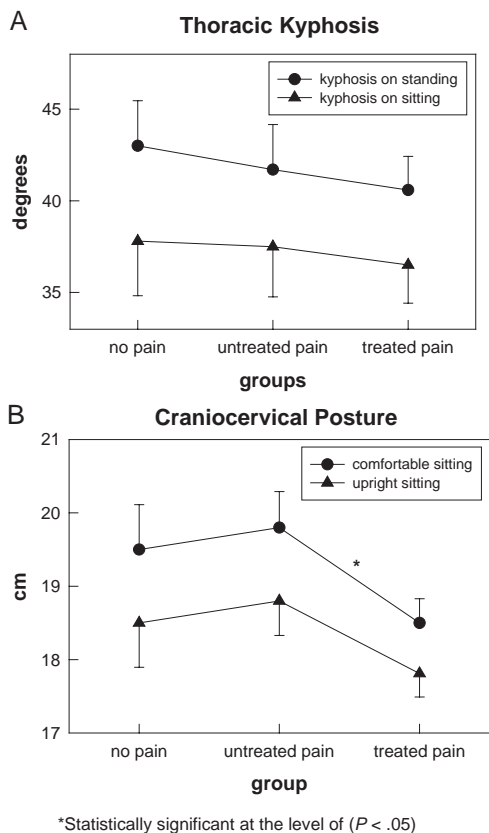 A
Thoracic Kyphosis
kyphosis on standing
kyphosis on sitting
45
40
35
degrees
no pain untreated pain treated pain
groups
B
Craniocervical Posture
21
comfortable sitting
upright sitting
20
*
19
18
17
cm
no pain untreated pain treated pain
group
*Statistically significant at the level of (P < .05)